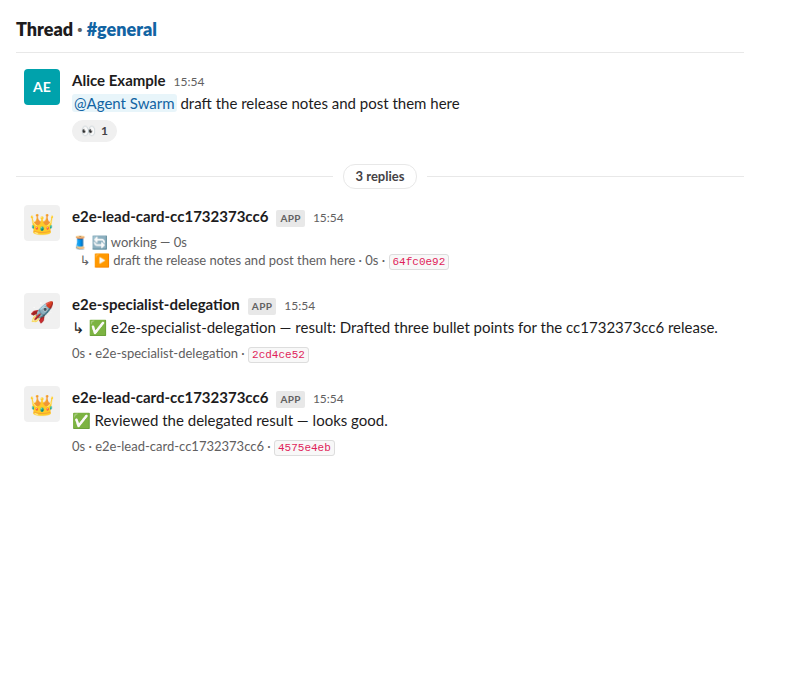 Thread • #general
AE
Alice Example 15:54
@Agent Swarm draft the release notes and post them here
👀 1
3 replies
e2e-lead-card-cc1732373cc6 APP 15:54
🧵 🔄 working — 0s
↳ ▶️ draft the release notes and post them here · 0s · 64fc0e92
e2e-specialist-delegation APP 15:54
↳ ✅ e2e-specialist-delegation — result: Drafted three bullet points for the cc1732373cc6 release.
0s · e2e-specialist-delegation · 2cd4ce52
e2e-lead-card-cc1732373cc6 APP 15:54
✅ Reviewed the delegated result — looks good.
0s · e2e-lead-card-cc1732373cc6 · 4575e4eb